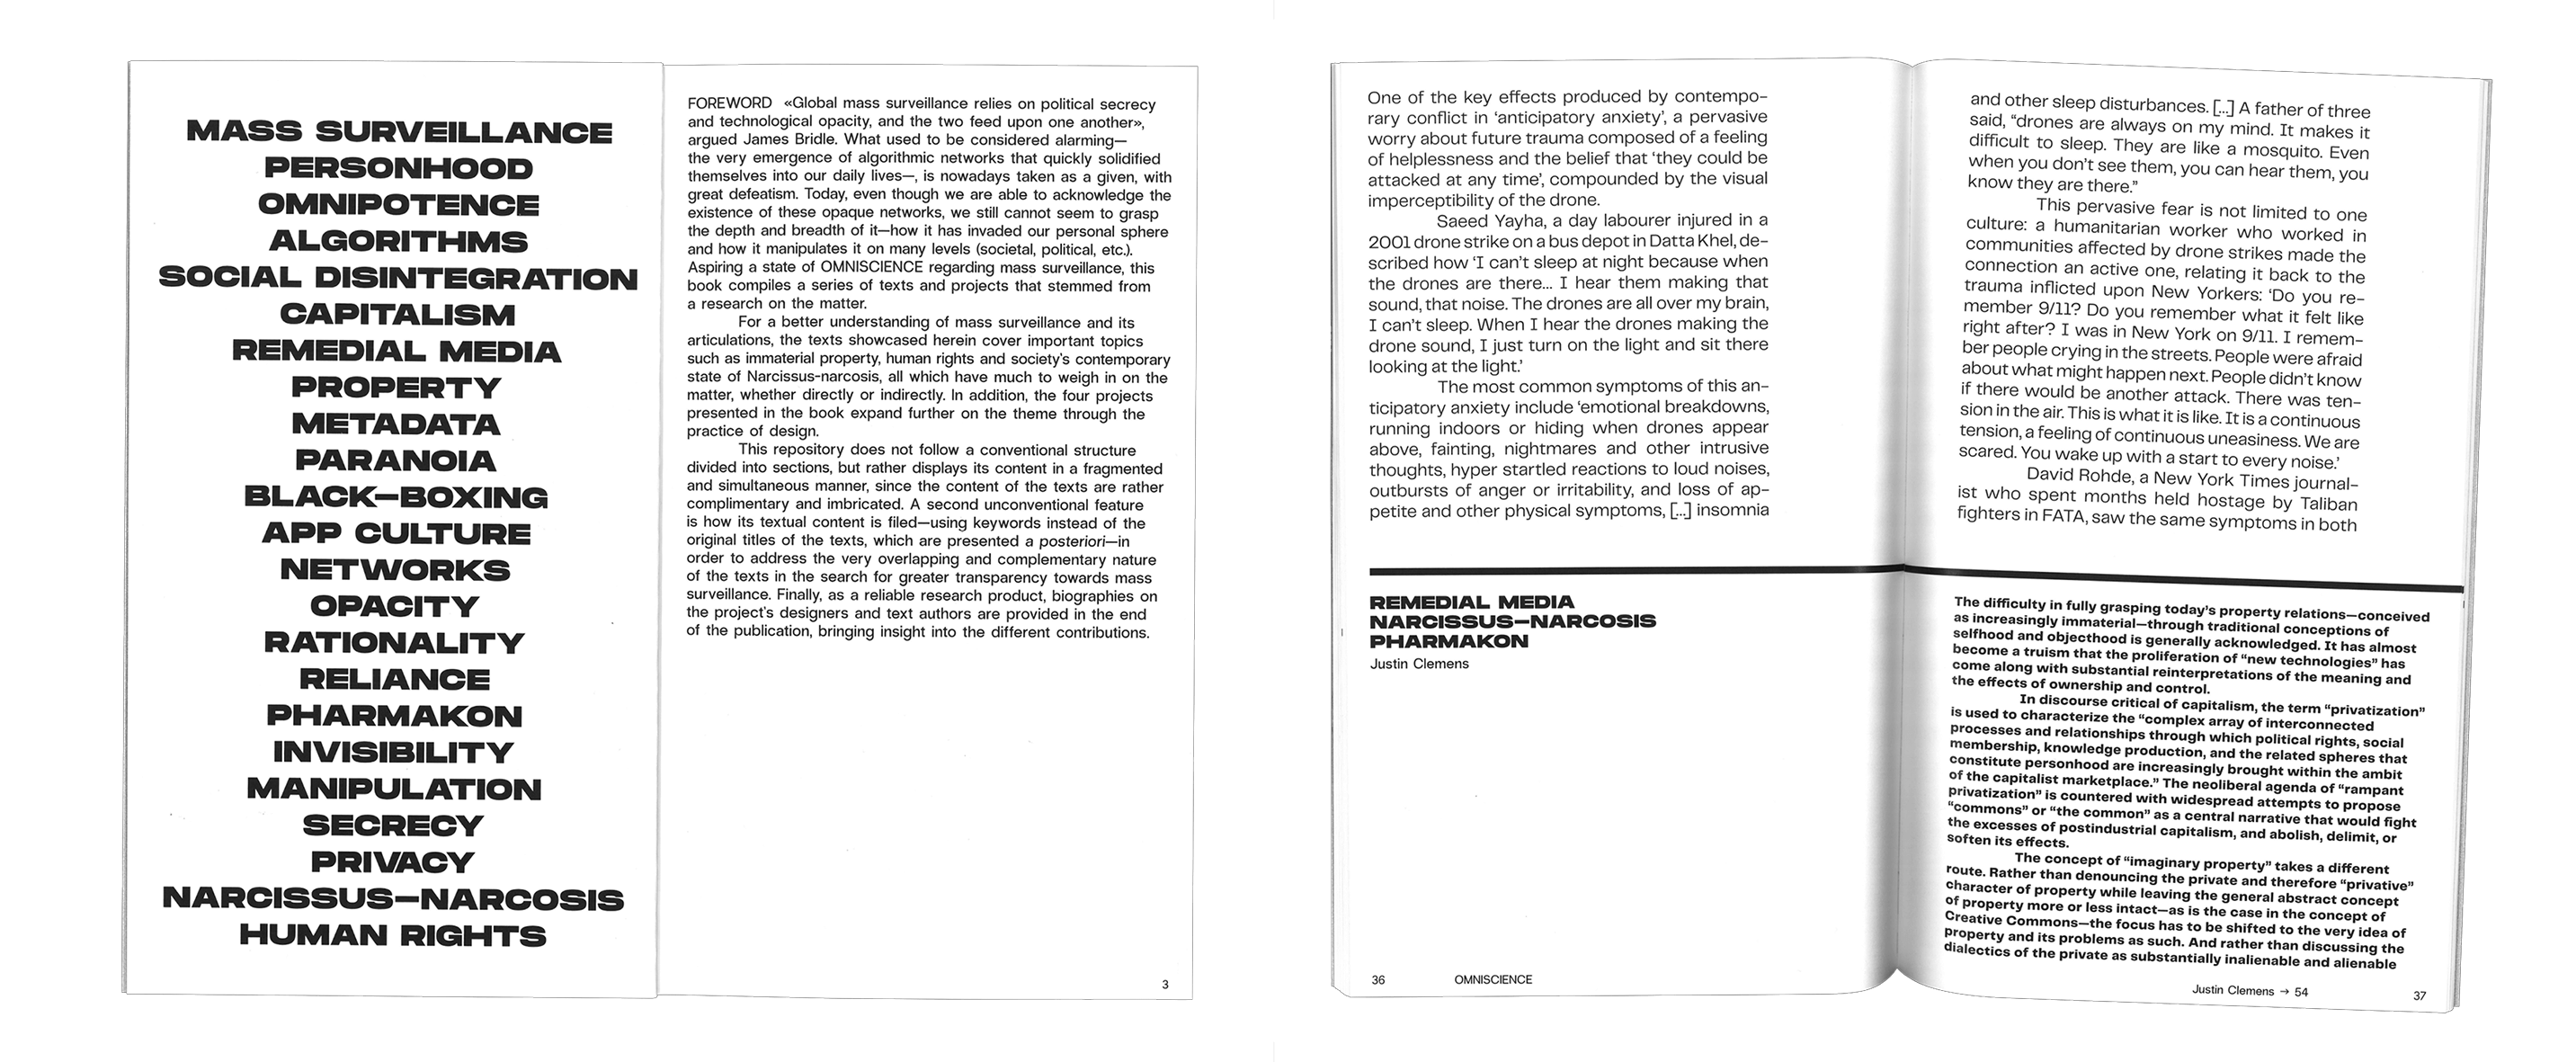 MASS SURVEILLANCE
PERSONHOOD
OMNIPOTENCE
ALGORITHMS
SOCIAL DISINTEGRATION
CAPITALISM
REMEDIAL MEDIA
PROPERTY
METADATA
PARANOIA
BLACK—BOXING
APP CULTURE
NETWORKS
OPACITY
RATIONALITY
RELIANCE
PHARMAKON
INVISIBILITY
MANIPULATION
SECRECY
PRIVACY
NARCISSUS—NARCOSIS
HUMAN RIGHTS
FOREWORD «Global mass surveillance relies on political secrecy
and technological opacity, and the two feed upon one another»,
argued James Bridle. What used to be considered alarming—
the very emergence of algorithmic networks that quickly solidified
themselves into our daily lives—, is nowadays taken as a given, with
great defeatism. Today, even though we are able to acknowledge the
existence of these opaque networks, we still cannot seem to grasp
the depth and breadth of it—how it has invaded our personal sphere
and how it manipulates it on many levels (societal, political, etc.).
Aspiring a state of OMNISCIENCE regarding mass surveillance, this
book compiles a series of texts and projects that stemmed from
a research on the matter.
For a better understanding of mass surveillance and its
articulations, the texts showcased herein cover important topics
such as immaterial property, human rights and society's contemporary
state of Narcissus-narcosis, all which have much to weigh in on the
matter, whether directly or indirectly. In addition, the four projects
presented in the book expand further on the theme through the
practice of design.
This repository does not follow a conventional structure
divided into sections, but rather displays its content in a fragmented
and simultaneous manner, since the content of the texts are rather
complimentary and imbricated. A second unconventional feature
is how its textual content is filed—using keywords instead of the
original titles of the texts, which are presented a posteriori—in
order to address the very overlapping and complementary nature
of the texts in the search for greater transparency towards mass
surveillance. Finally, as a reliable research product, biographies on
the project's designers and text authors are provided in the end
of the publication, bringing insight into the different contributions.
3
One of the key effects produced by contempo-
rary conflict in ‘anticipatory anxiety’, a pervasive
worry about future trauma composed of a feeling
of helplessness and the belief that ‘they could be
attacked at any time’, compounded by the visual
imperceptibility of the drone.
Saeed Yayha, a day labourer injured in a
2001 drone strike on a bus depot in Datta Khel, de-
scribed how ‘I can’t sleep at night because when
the drones are there... I hear them making that
sound, that noise. The drones are all over my brain,
I can’t sleep. When I hear the drones making the
drone sound, I just turn on the light and sit there
looking at the light.’
The most common symptoms of this an-
ticipatory anxiety include ‘emotional breakdowns,
running indoors or hiding when drones appear
above, fainting, nightmares and other intrusive
thoughts, hyper startled reactions to loud noises,
outbursts of anger or irritability, and loss of ap-
petite and other physical symptoms, [...] insomnia
REMEDIAL MEDIA
NARCISSUS—NARCOSIS
PHARMAKON
Justin Clemens
36 OMNISCIENCE
and other sleep disturbances. [...] A father of three
said, “drones are always on my mind. It makes it
difficult to sleep. They are like a mosquito. Even
when you don’t see them, you can hear them, you
know they are there.”
This pervasive fear is not limited to one
culture: a humanitarian worker who worked in
communities affected by drone strikes made the
connection an active one, relating it back to the
trauma inflicted upon New Yorkers: ‘Do you re-
member 9/11? Do you remember what it felt like
right after? I was in New York on 9/11. I remem-
ber people crying in the streets. People were afraid
about what might happen next. People didn’t know
if there would be another attack. There was ten-
sion in the air. This is what it is like. It is a continuous
tension, a feeling of continuous uneasiness. We are
scared. You wake up with a start to every noise.’
David Rohde, a New York Times journal-
ist who spent months held hostage by Taliban
fighters in FATA, saw the same symptoms in both
The difficulty in fully grasping today’s property relations—conceived
as increasingly immaterial—through traditional conceptions of
selfhood and objecthood is generally acknowledged. It has almost
become a truism that the proliferation of “new technologies” has
come along with substantial reinterpretations of the meaning and
the effects of ownership and control.
In discourse critical of capitalism, the term “privatization”
is used to characterize the “complex array of interconnected
processes and relationships through which political rights, social
membership, knowledge production, and the related spheres that
constitute personhood are increasingly brought within the ambit
of the capitalist marketplace.” The neoliberal agenda of “rampant
privatization” is countered with widespread attempts to propose
“commons” or “the common” as a central narrative that would fight
the excesses of postindustrial capitalism, and abolish, delimit, or
soften its effects.
The concept of “imaginary property” takes a different
route. Rather than denouncing the private and therefore “privative”
character of property while leaving the general abstract concept
of property more or less intact—as is the case in the concept of
Creative Commons—the focus has to be shifted to the very idea of
property and its problems as such. And rather than discussing the
dialectics of the private as substantially inalienable and alienable
Justin Clemens → 54 37